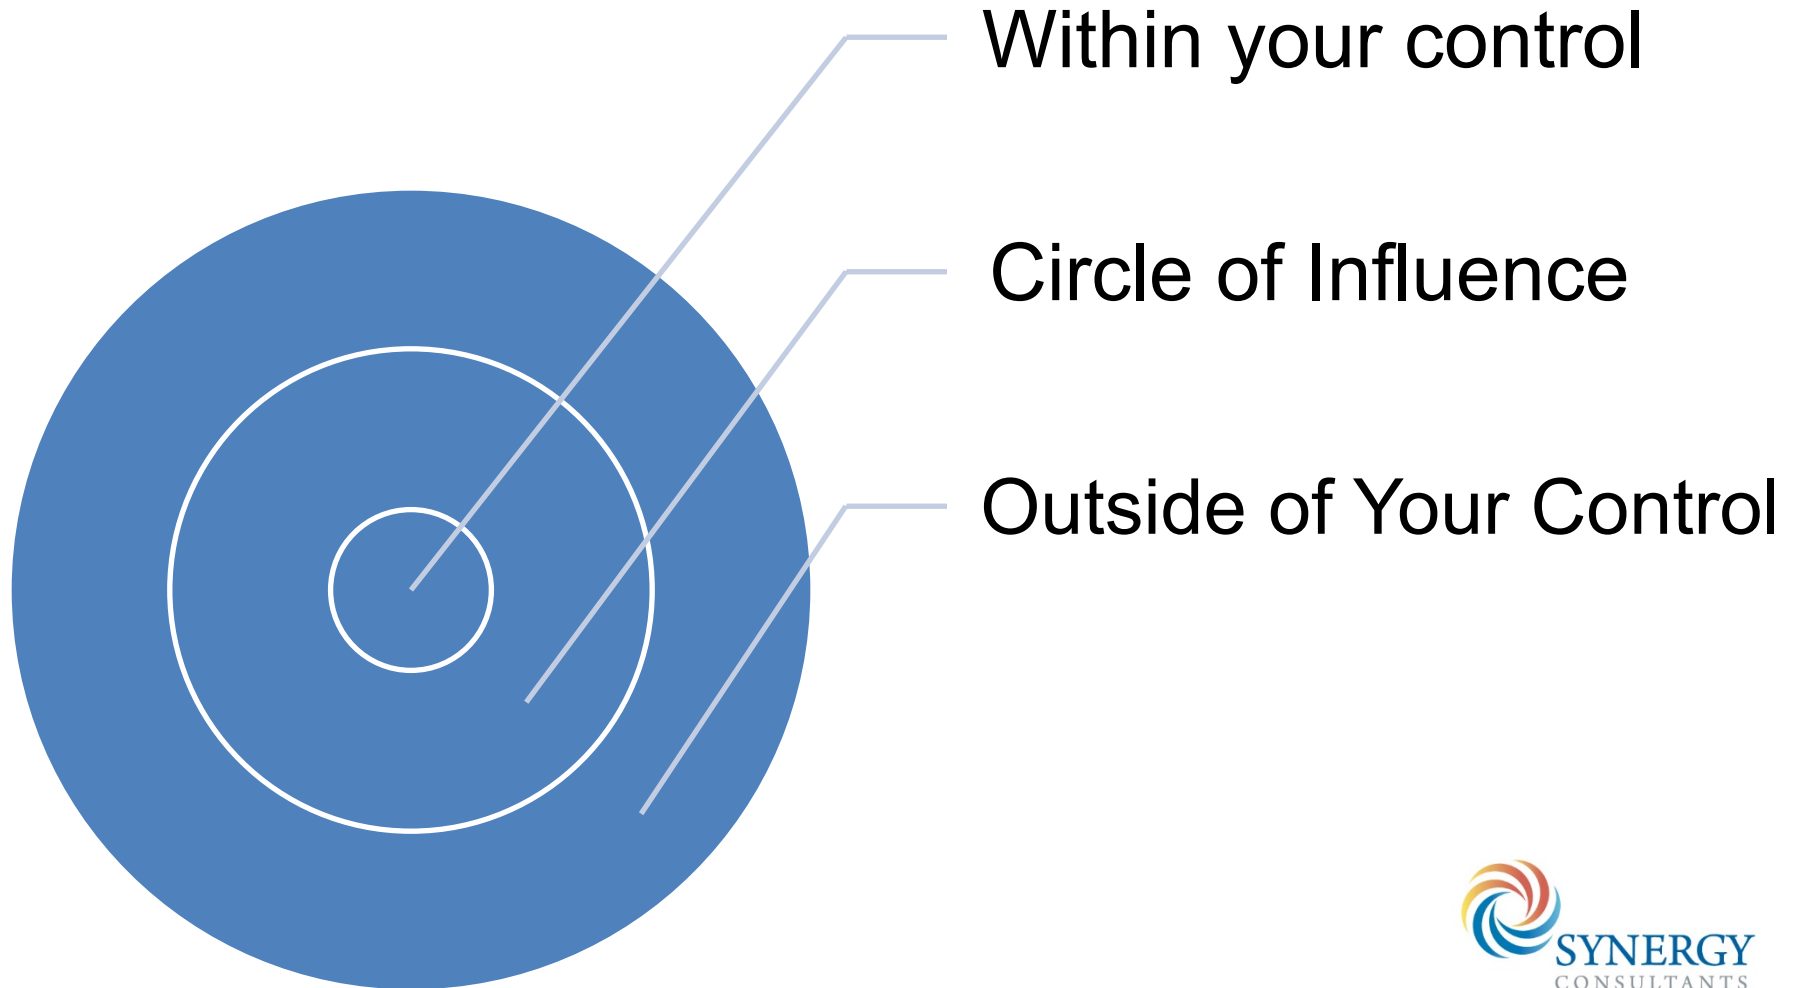 Within your control
Circle of Influence
Outside of Your Control
SYNERGY
CONSULTANTS